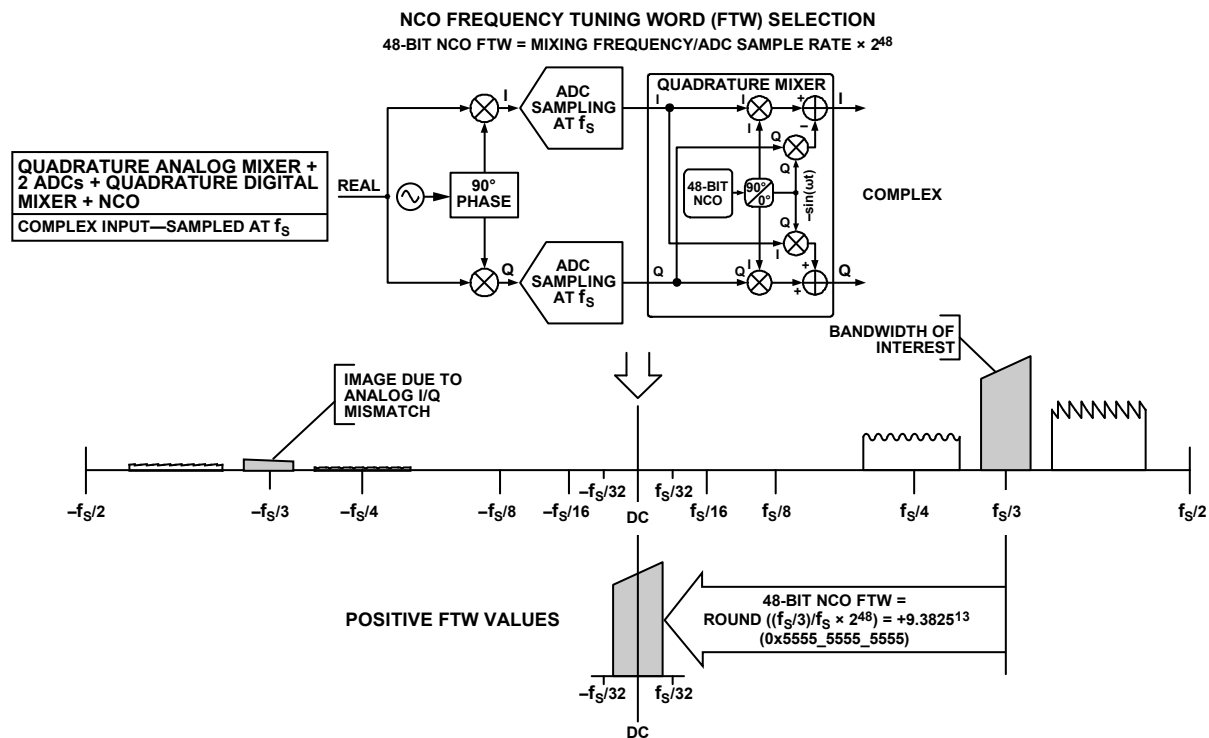 NCO FREQUENCY TUNING WORD (FTW) SELECTION
48-BIT NCO FTW = MIXING FREQUENCY/ADC SAMPLE RATE × 2⁴⁸
QUADRATURE ANALOG MIXER +
2 ADCs + QUADRATURE DIGITAL
MIXER + NCO
COMPLEX INPUT—SAMPLED AT fS
REAL
90°
PHASE
I
Q
ADC
SAMPLING
AT fS
ADC
SAMPLING
AT fS
I
Q
QUADRATURE MIXER
I
I
+
I
−
Q
Q
48-BIT
NCO
90°
0°
–sin(ωt)
Q
I
I
+
Q
+
Q
COMPLEX
BANDWIDTH OF
INTEREST
IMAGE DUE TO
ANALOG I/Q
MISMATCH
–fS/2
–fS/3
–fS/4
–fS/8
–fS/16
–fS/32
DC
fS/32
fS/16
fS/8
fS/4
fS/3
fS/2
POSITIVE FTW VALUES
48-BIT NCO FTW =
ROUND ((fS/3)/fS × 2⁴⁸) = +9.3825¹³
(0x5555_5555_5555)
–fS/32
fS/32
DC